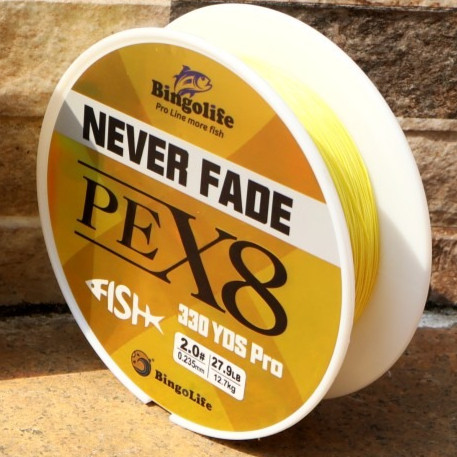 Bingolife
Pro Line more fish
NEVER FADE
PEX8
FISH
330 YDS Pro
2.0# 27.9LB
0.235mm 12.7kg
BingoLife